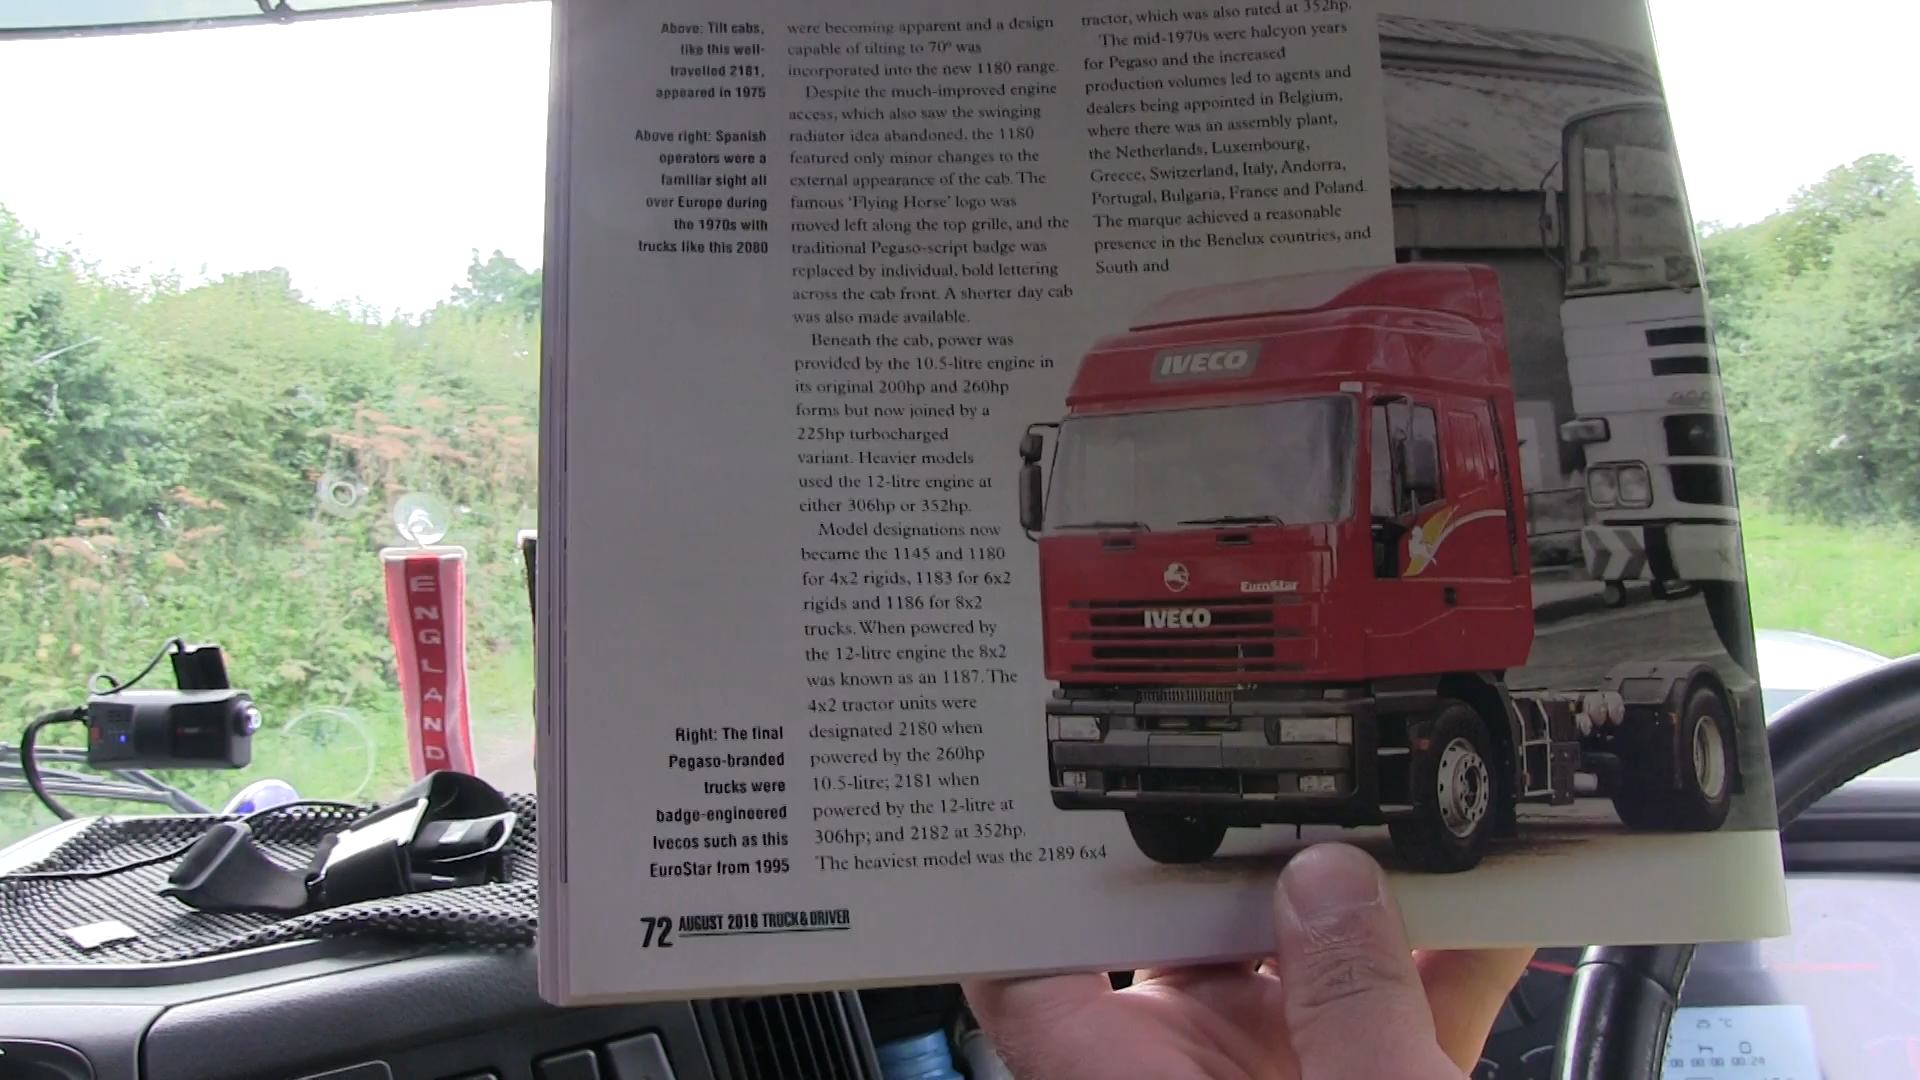 Above: Tilt cabs,
like this well-
travelled 2181,
appeared in 1975
Above right: Spanish
operators were a
familiar sight all
over Europe during
the 1970s with
trucks like this 2080
were becoming apparent and a design
capable of tilting to 70º was
incorporated into the new 1180 range.
Despite the much-improved engine
access, which also saw the swinging
radiator idea abandoned, the 1180
featured only minor changes to the
external appearance of the cab. The
famous ‘Flying Horse’ logo was
moved left along the top grille, and the
traditional Pegaso-script badge was
replaced by individual, bold lettering
across the cab front. A shorter day cab
was also made available.
Beneath the cab, power was
provided by the 10.5-litre engine in
its original 200hp and 260hp
forms but now joined by a
225hp turbocharged
variant. Heavier models
used the 12-litre engine at
either 306hp or 352hp.
Model designations now
became the 1145 and 1180
for 4x2 rigids, 1183 for 6x2
rigids and 1186 for 8x2
trucks. When powered by
the 12-litre engine the 8x2
was known as an 1187. The
4x2 tractor units were
designated 2180 when
powered by the 260hp
10.5-litre; 2181 when
powered by the 12-litre at
306hp; and 2182 at 352hp.
The heaviest model was the 2189 6x4
tractor, which was also rated at 352hp.
The mid-1970s were halcyon years
for Pegaso and the increased
production volumes led to agents and
dealers being appointed in Belgium,
where there was an assembly plant,
the Netherlands, Luxembourg,
Greece, Switzerland, Italy, Andorra,
Portugal, Bulgaria, France and Poland.
The marque achieved a reasonable
presence in the Benelux countries, and
South and
IVECO
EuroStar
IVECO
Right: The final
Pegaso-branded
trucks were
badge-engineered
Ivecos such as this
EuroStar from 1995
72 AUGUST 2016 TRUCK & DRIVER
ENGLAND